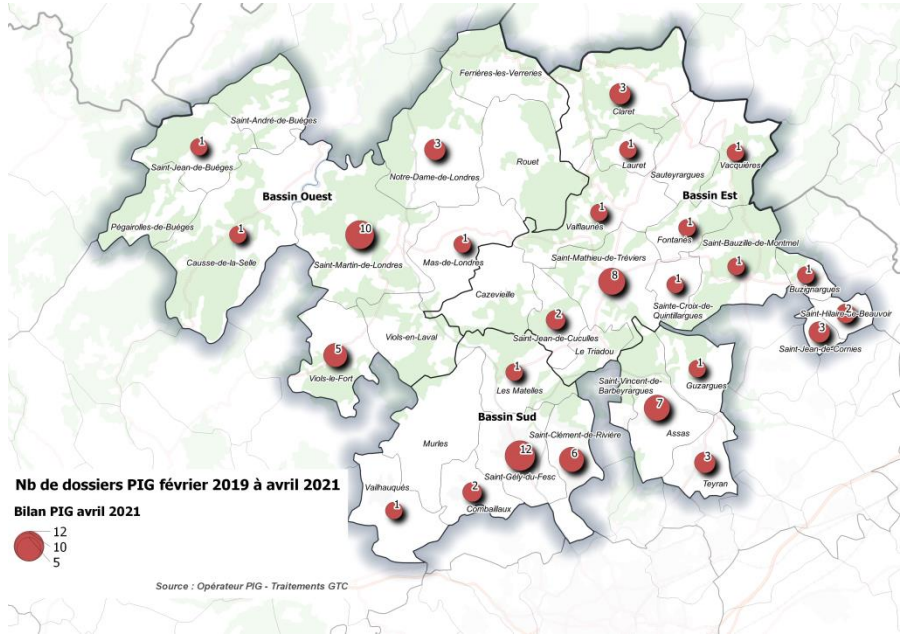 Ferrières-les-Verreries
3
Claret
Saint-André-de-Buèges
1
Saint-Jean-de-Buèges
3
Notre-Dame-de-Londres
Rouet
1
Lauret
Sauteyrargues
1
Vacquières
Bassin Ouest
Bassin Est
Pégairolles-de-Buèges
1
Causse-de-la-Selle
10
Saint-Martin-de-Londres
1
Mas-de-Londres
1
Valflaunès
1
Fontanès
Saint-Bauzille-de-Montmel
1
Saint-Mathieu-de-Tréviers
8
Cazevieille
1
Sainte-Croix-de-
Quintillargues
1
Buzignargues
2
Saint-Hilaire-de-Beauvoir
3
Saint-Jean-de-Cornies
2
Saint-Jean-de-Cuculles
Le Triadou
Viols-en-Laval
5
Viols-le-Fort
1
Les Matelles
Saint-Vincent-de-
Barbeyrargues
1
Guzargues
7
Assas
3
Teyran
Bassin Sud
Murles
Saint-Clément-de-Rivière
12
Saint-Gély-du-Fesc
6
2
Combaillaux
Vailhauquès
1
Nb de dossiers PIG février 2019 à avril 2021
Bilan PIG avril 2021
12
10
5
Source : Opérateur PIG - Traitements GTC